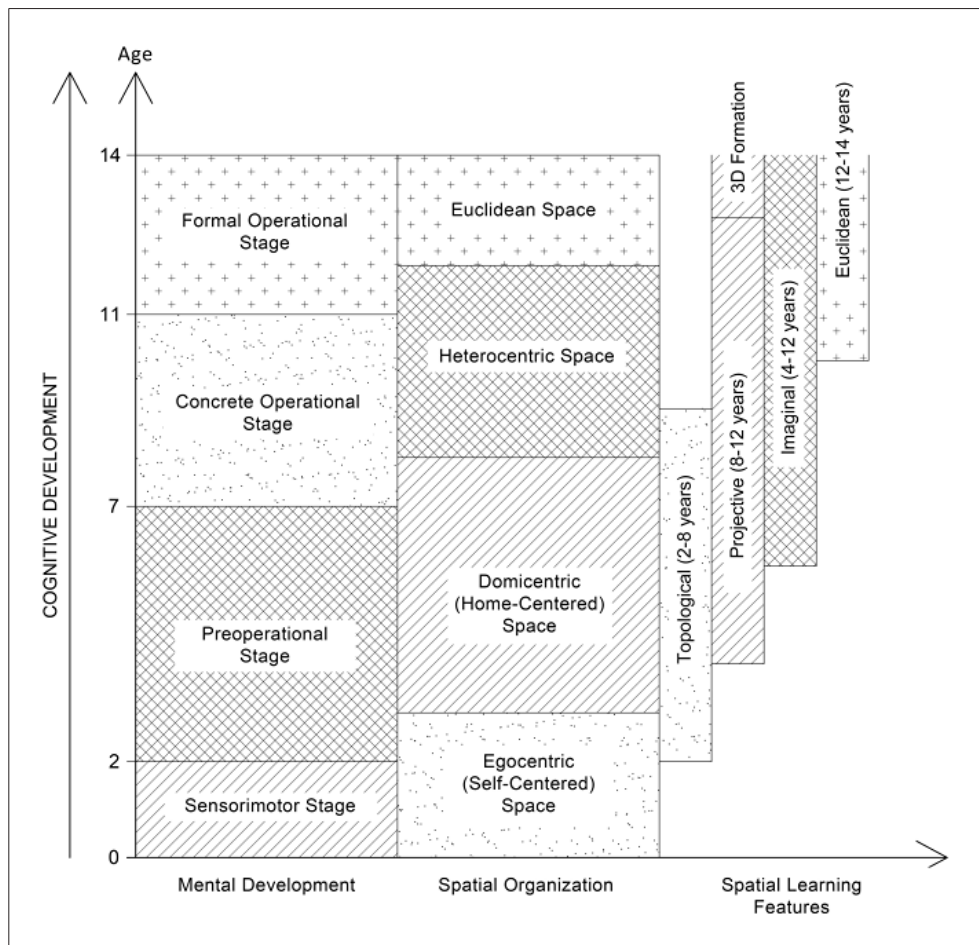 Age
COGNITIVE DEVELOPMENT
14
11
7
2
0
Formal Operational
Stage
Concrete Operational
Stage
Preoperational
Stage
Sensorimotor Stage
Euclidean Space
Heterocentric Space
Domicentric
(Home-Centered)
Space
Egocentric
(Self-Centered)
Space
Topological (2-8 years)
Projective (8-12 years)
3D Formation
Imaginal (4-12 years)
Euclidean (12-14 years)
Mental Development
Spatial Organization
Spatial Learning
Features